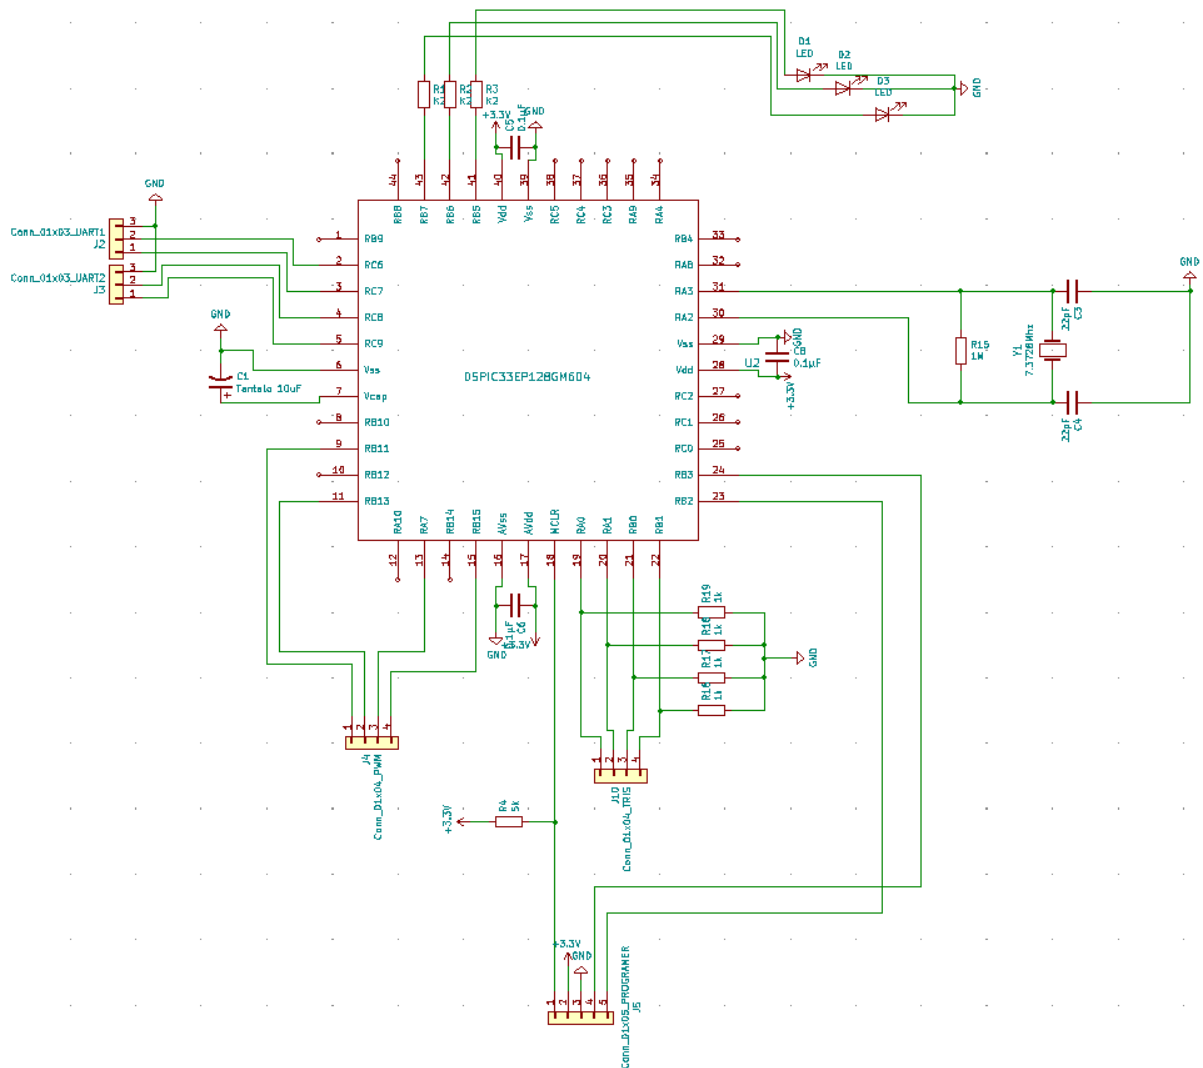 D1
LED
D2
LED
D3
LED
GND
R1
K2
R2
K2
R3
K2
+3.3V
C5
0.1uF
GND
44
43
42
41
40
39
38
37
36
35
34
RB8
RB7
RB6
RB5
Vdd
Vss
RC5
RC4
RC3
RA9
RA4
GND
Conn_01x03_UART1
J2
3
2
1
Conn_01x03_UART2
J3
3
2
1
1
RB9
2
RC6
3
RC7
4
RC8
5
RC9
6
Vss
7
Vcap
8
RB10
9
RB11
10
RB12
11
RB13
GND
C1
Tantalo 10uF
+
DSPIC33EP128GM604
U2
RB4
33
RA8
32
RA3
31
RA2
30
Vss
29
Vdd
28
RC2
27
RC1
26
RC0
25
RB3
24
RB2
23
GND
C8
0.1uF
+3.3V
R15
1M
Y1
7.3728Mhz
22pF
C3
22pF
C4
GND
RA10
RA7
RB14
RB15
AVss
AVdd
MCLR
RA0
RA1
RB0
RB1
12
13
14
15
16
17
18
19
20
21
22
C6
GND
+3.3V
R19
1k
1k
R17
1k
1k
GND
1
2
3
4
J4
Conn_01x04_PWM
1
2
3
4
J10
Conn_01x04_TRIS
+3.3V
R4
5k
+3.3V
GND
1
2
3
4
5
J5
Conn_01x05_PROGRAMER